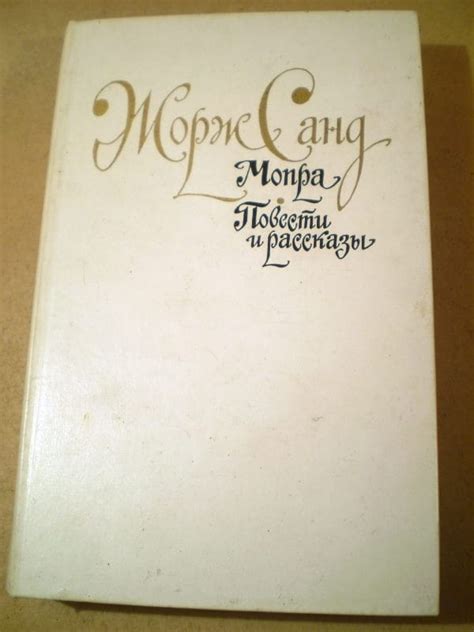 Жорж Санд
Мопра
Повести
и рассказы